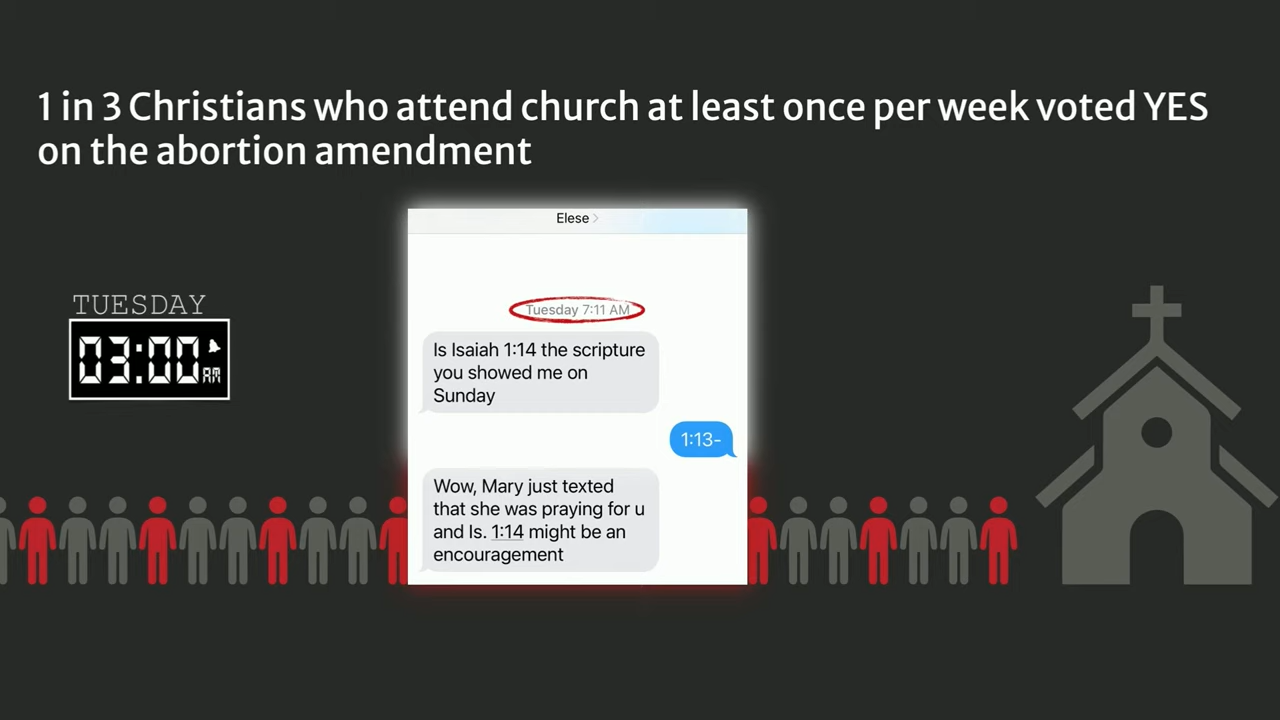 1 in 3 Christians who attend church at least once per week voted YES
on the abortion amendment
Elese
TUESDAY
03:00 AM
Tuesday 7:11 AM
Is Isaiah 1:14 the scripture
you showed me on
Sunday
1:13-
Wow, Mary just texted
that she was praying for u
and Is. 1:14 might be an
encouragement